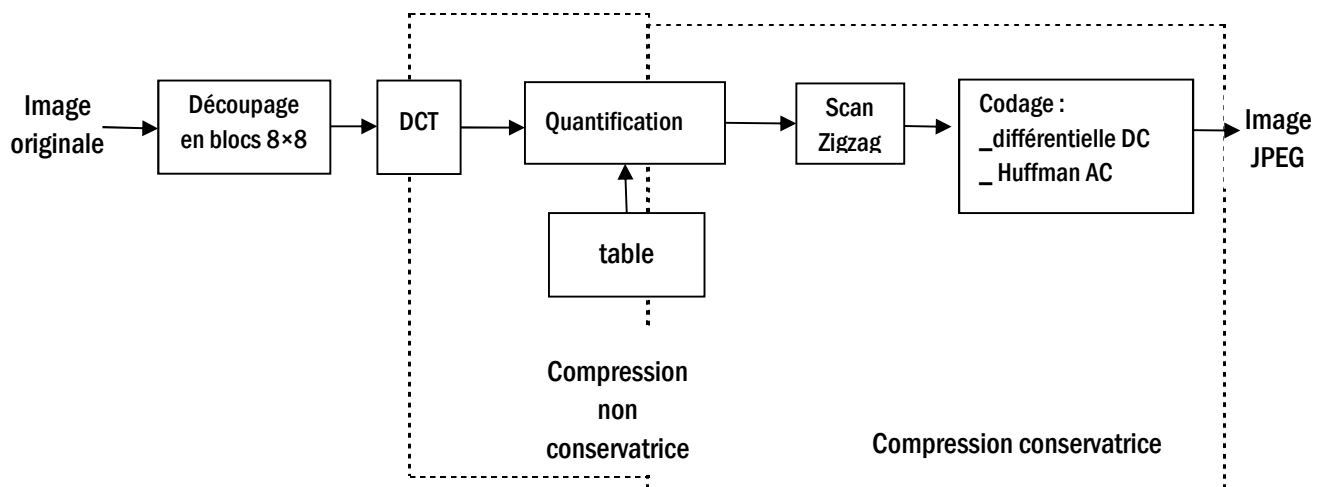 Image
originale
Découpage
en blocs 8×8
DCT
Quantification
table
Scan
Zigzag
Codage :
_différentielle DC
_ Huffman AC
Image
JPEG
Compression
non
conservatrice
Compression conservatrice